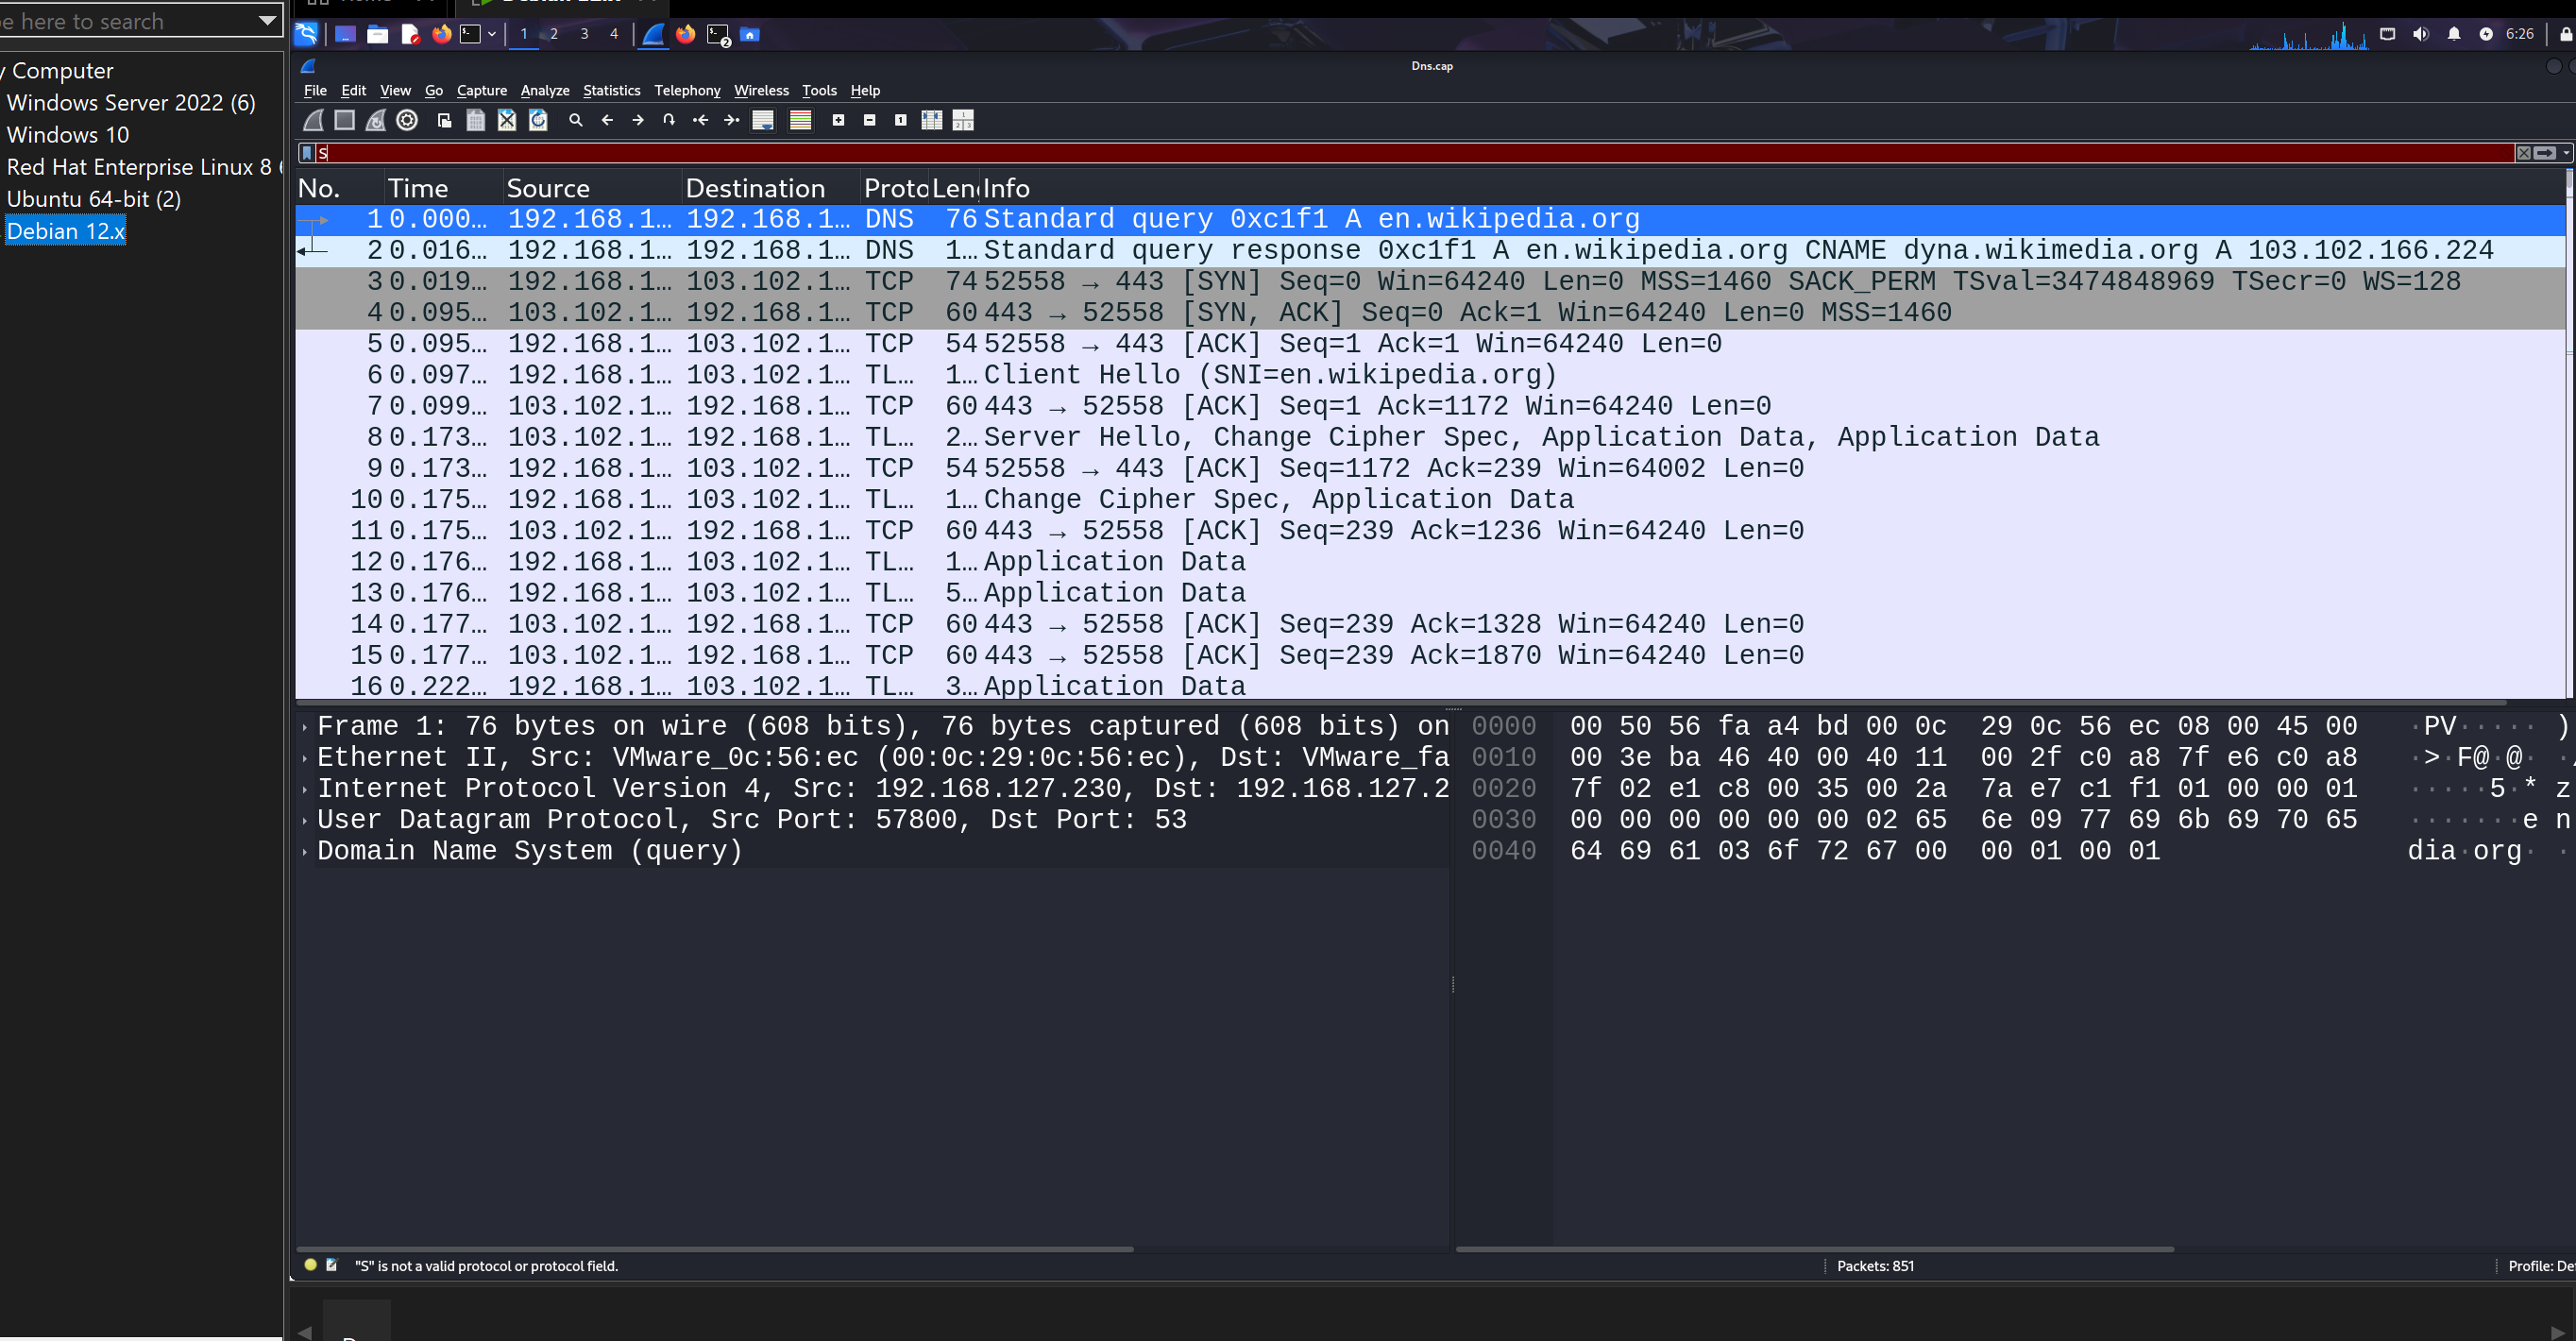 e here to search
y Computer
Windows Server 2022 (6)
Windows 10
Red Hat Enterprise Linux 8 6
Ubuntu 64-bit (2)
Debian 12.x
1 2 3 4
2
6:26
Dns.cap
File Edit View Go Capture Analyze Statistics Telephony Wireless Tools Help
S
No. Time Source Destination Proto Len Info
1 0.000… 192.168.1… 192.168.1… DNS 76 Standard query 0xc1f1 A en.wikipedia.org
2 0.016… 192.168.1… 192.168.1… DNS 1… Standard query response 0xc1f1 A en.wikipedia.org CNAME dyna.wikimedia.org A 103.102.166.224
3 0.019… 192.168.1… 103.102.1… TCP 74 52558 → 443 [SYN] Seq=0 Win=64240 Len=0 MSS=1460 SACK_PERM TSval=3474848969 TSecr=0 WS=128
4 0.095… 103.102.1… 192.168.1… TCP 60 443 → 52558 [SYN, ACK] Seq=0 Ack=1 Win=64240 Len=0 MSS=1460
5 0.095… 192.168.1… 103.102.1… TCP 54 52558 → 443 [ACK] Seq=1 Ack=1 Win=64240 Len=0
6 0.097… 192.168.1… 103.102.1… TL… 1… Client Hello (SNI=en.wikipedia.org)
7 0.099… 103.102.1… 192.168.1… TCP 60 443 → 52558 [ACK] Seq=1 Ack=1172 Win=64240 Len=0
8 0.173… 103.102.1… 192.168.1… TL… 2… Server Hello, Change Cipher Spec, Application Data, Application Data
9 0.173… 192.168.1… 103.102.1… TCP 54 52558 → 443 [ACK] Seq=1172 Ack=239 Win=64002 Len=0
10 0.175… 192.168.1… 103.102.1… TL… 1… Change Cipher Spec, Application Data
11 0.175… 103.102.1… 192.168.1… TCP 60 443 → 52558 [ACK] Seq=239 Ack=1236 Win=64240 Len=0
12 0.176… 192.168.1… 103.102.1… TL… 1… Application Data
13 0.176… 192.168.1… 103.102.1… TL… 5… Application Data
14 0.177… 103.102.1… 192.168.1… TCP 60 443 → 52558 [ACK] Seq=239 Ack=1328 Win=64240 Len=0
15 0.177… 103.102.1… 192.168.1… TCP 60 443 → 52558 [ACK] Seq=239 Ack=1870 Win=64240 Len=0
16 0.222… 192.168.1… 103.102.1… TL… 3… Application Data
Frame 1: 76 bytes on wire (608 bits), 76 bytes captured (608 bits) on
Ethernet II, Src: VMware_0c:56:ec (00:0c:29:0c:56:ec), Dst: VMware_fa
Internet Protocol Version 4, Src: 192.168.127.230, Dst: 192.168.127.2
User Datagram Protocol, Src Port: 57800, Dst Port: 53
Domain Name System (query)
0000 00 50 56 fa a4 bd 00 0c 29 0c 56 ec 08 00 45 00 ·PV·····)
0010 00 3e ba 46 40 00 40 11 00 2f c0 a8 7f e6 c0 a8 ·>·F@·@·
0020 7f 02 e1 c8 00 35 00 2a 7a e7 c1 f1 01 00 00 01 ·····5·* z
0030 00 00 00 00 00 00 02 65 6e 09 77 69 6b 69 70 65 ·······e n
0040 64 69 61 03 6f 72 67 00 00 01 00 01 dia·org· ·
"S" is not a valid protocol or protocol field.
Packets: 851
Profile: De